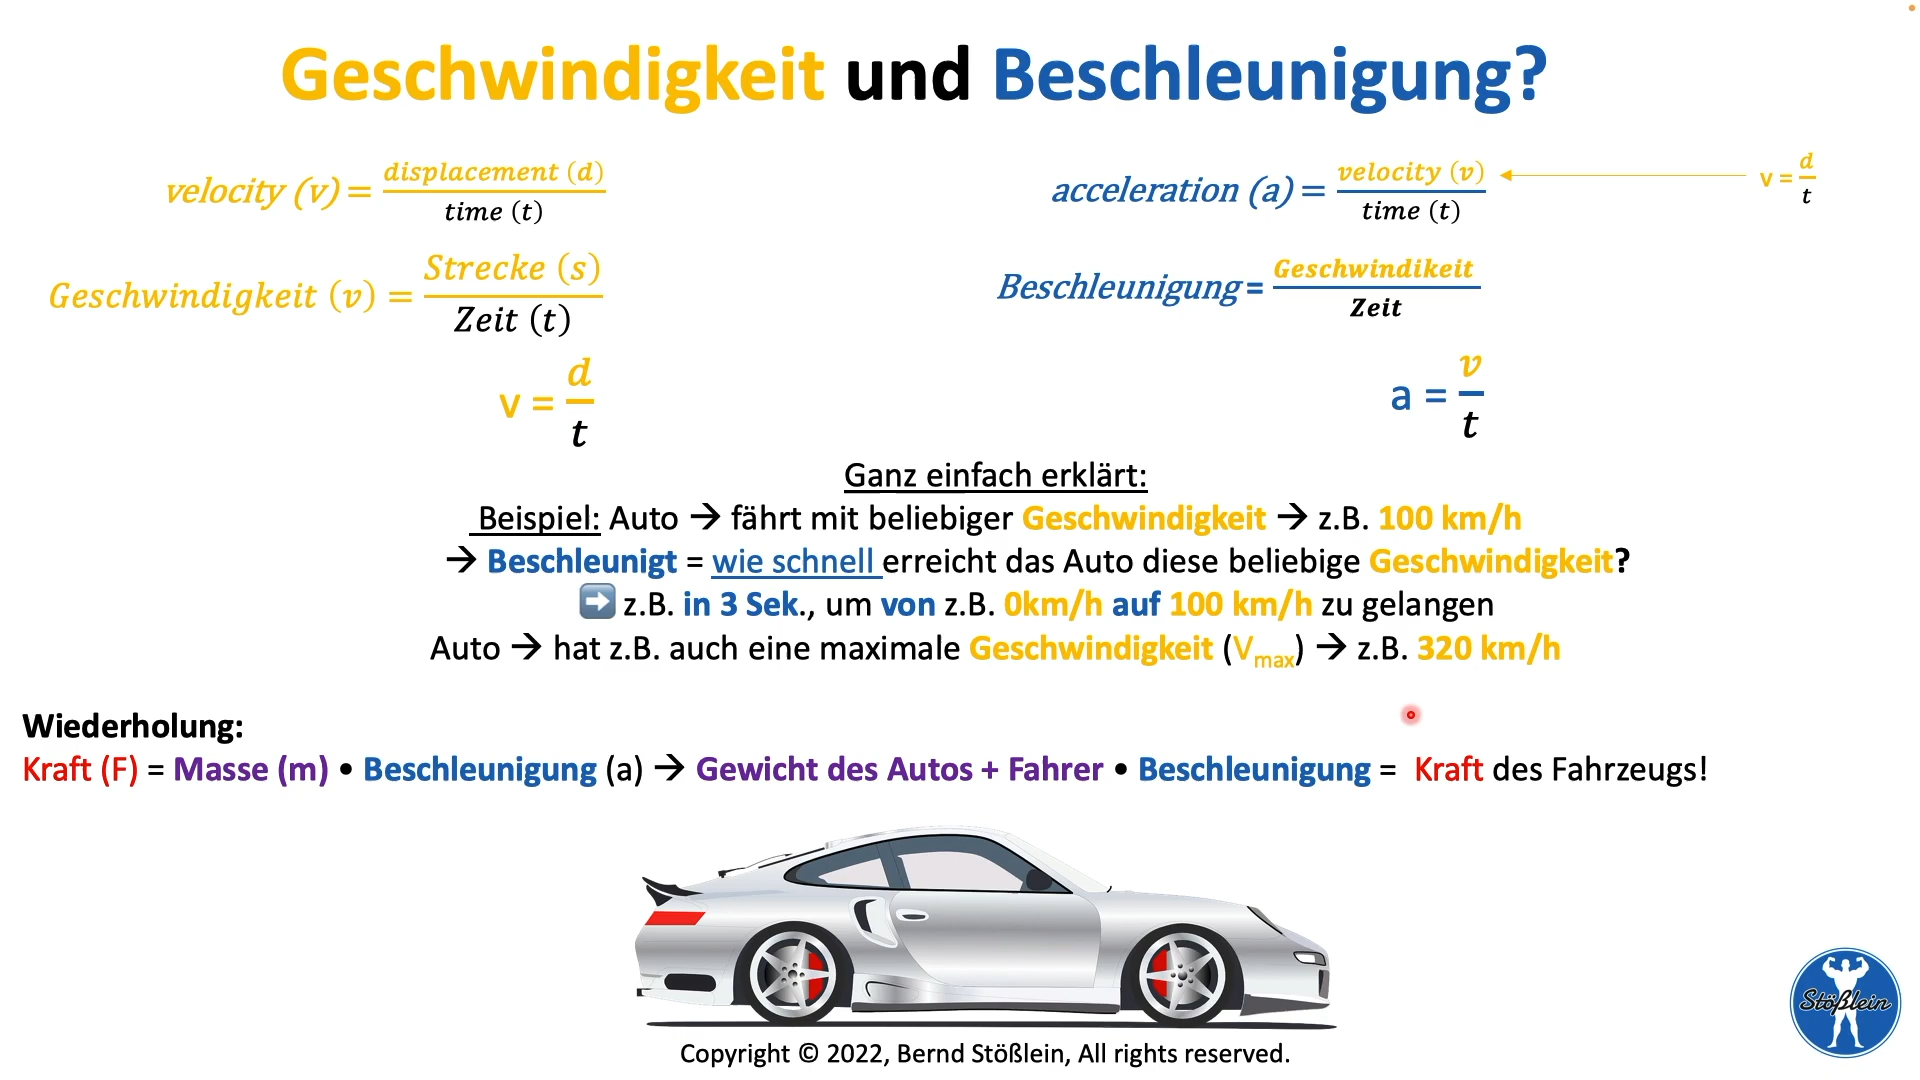 Geschwindigkeit und Beschleunigung?
velocity (v) = displacement (d) / time (t)
acceleration (a) = velocity (v) / time (t)
v = d / t
Geschwindigkeit (v) = Strecke (s) / Zeit (t)
Beschleunigung = Geschwindikeit / Zeit
v = d / t
a = v / t
Ganz einfach erklärt:
Beispiel: Auto → fährt mit beliebiger Geschwindigkeit → z.B. 100 km/h
→ Beschleunigt = wie schnell erreicht das Auto diese beliebige Geschwindigkeit?
➡ z.B. in 3 Sek., um von z.B. 0km/h auf 100 km/h zu gelangen
Auto → hat z.B. auch eine maximale Geschwindigkeit (Vmax) → z.B. 320 km/h
Wiederholung:
Kraft (F) = Masse (m) • Beschleunigung (a) → Gewicht des Autos + Fahrer • Beschleunigung = Kraft des Fahrzeugs!
Stößlein
Copyright © 2022, Bernd Stößlein, All rights reserved.